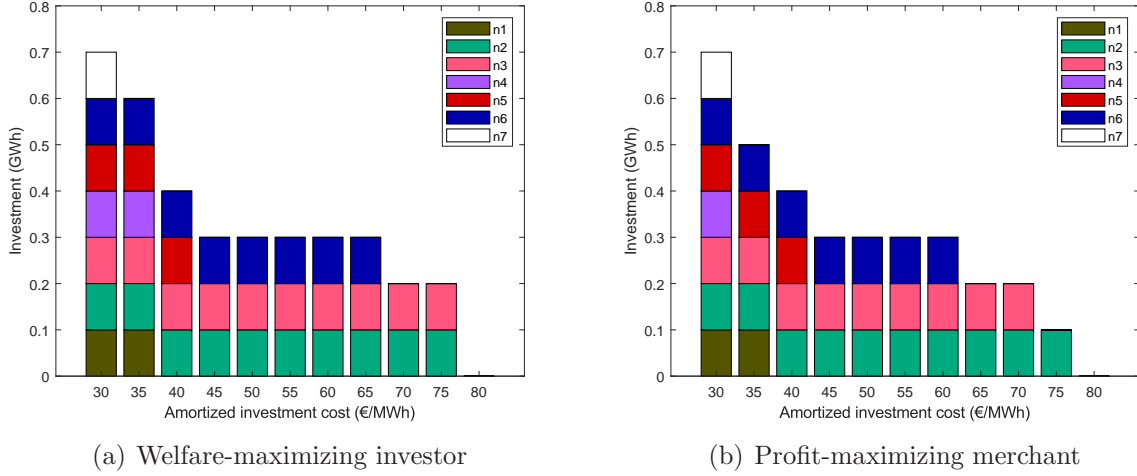 0.8
0.7
0.6
0.5
0.4
0.3
0.2
0.1
0
Investment (GWh)
n1
n2
n3
n4
n5
n6
n7
30 35 40 45 50 55 60 65 70 75 80
Amortized investment cost (€/MWh)
(a) Welfare-maximizing investor
0.8
0.7
0.6
0.5
0.4
0.3
0.2
0.1
0
Investment (GWh)
n1
n2
n3
n4
n5
n6
n7
30 35 40 45 50 55 60 65 70 75 80
Amortized investment cost (€/MWh)
(b) Profit-maximizing merchant